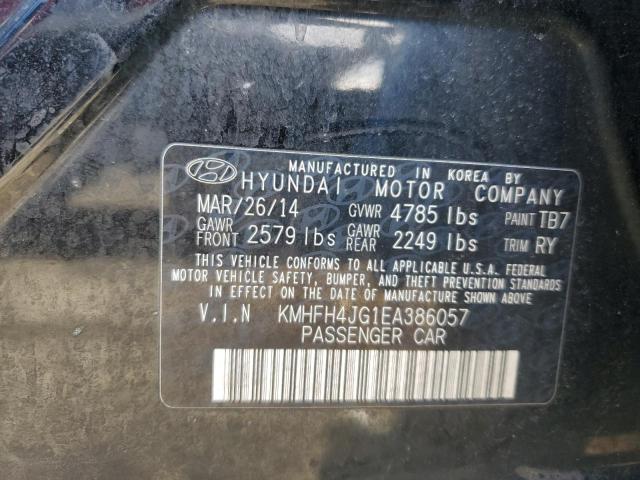 MANUFACTURED IN KOREA BY
HYUNDAI MOTOR COMPANY
MAR/26/14 GVWR 4785 lbs PAINT TB7
GAWR FRONT 2579 lbs GAWR REAR 2249 lbs TRIM RY
THIS VEHICLE CONFORMS TO ALL APPLICABLE U.S.A. FEDERAL
MOTOR VEHICLE SAFETY, BUMPER, AND THEFT PREVENTION STANDARDS
IN EFFECT ON THE DATE OF MANUFACTURE SHOWN ABOVE.
V.I.N KMHFH4JG1EA386057
PASSENGER CAR